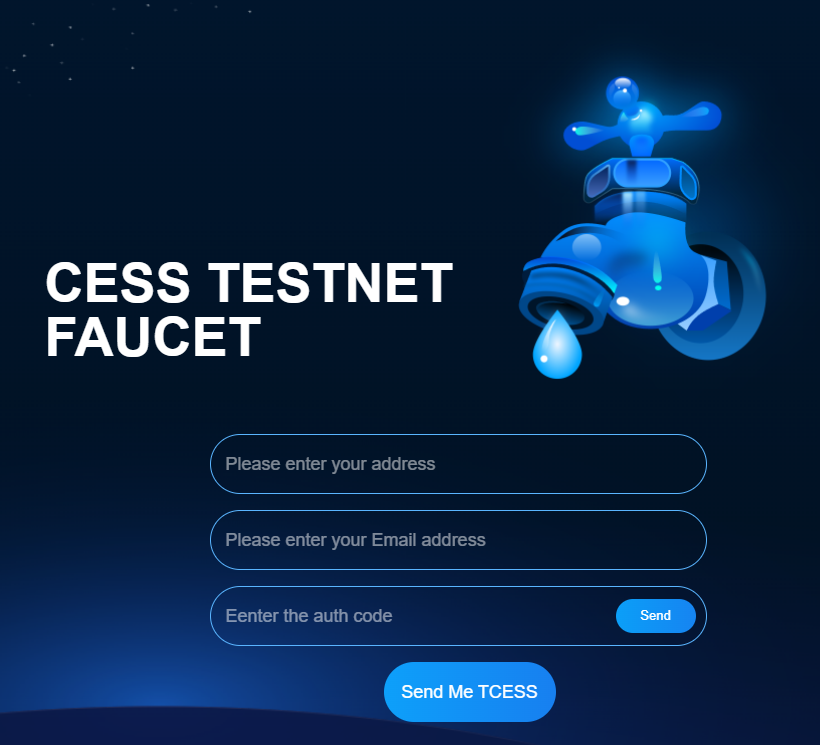 CESS TESTNET
FAUCET
Please enter your address
Please enter your Email address
Eenter the auth code
Send
Send Me TCESS